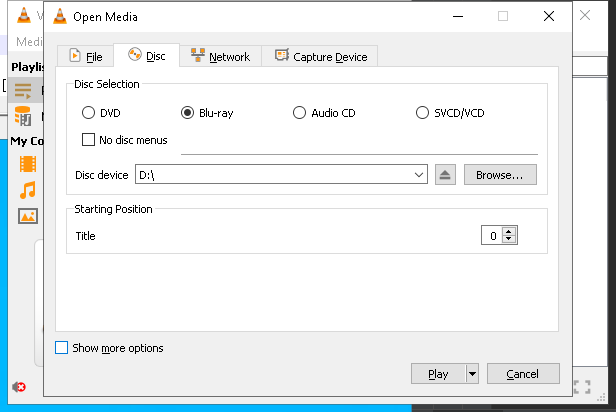 Open Media
Medi
File
Disc
Network
Capture Device
Playlis
Disc Selection
DVD
Blu-ray
Audio CD
SVCD/VCD
No disc menus
My Co
Disc device
D:\
Browse...
Starting Position
Title
0
Show more options
Play
Cancel